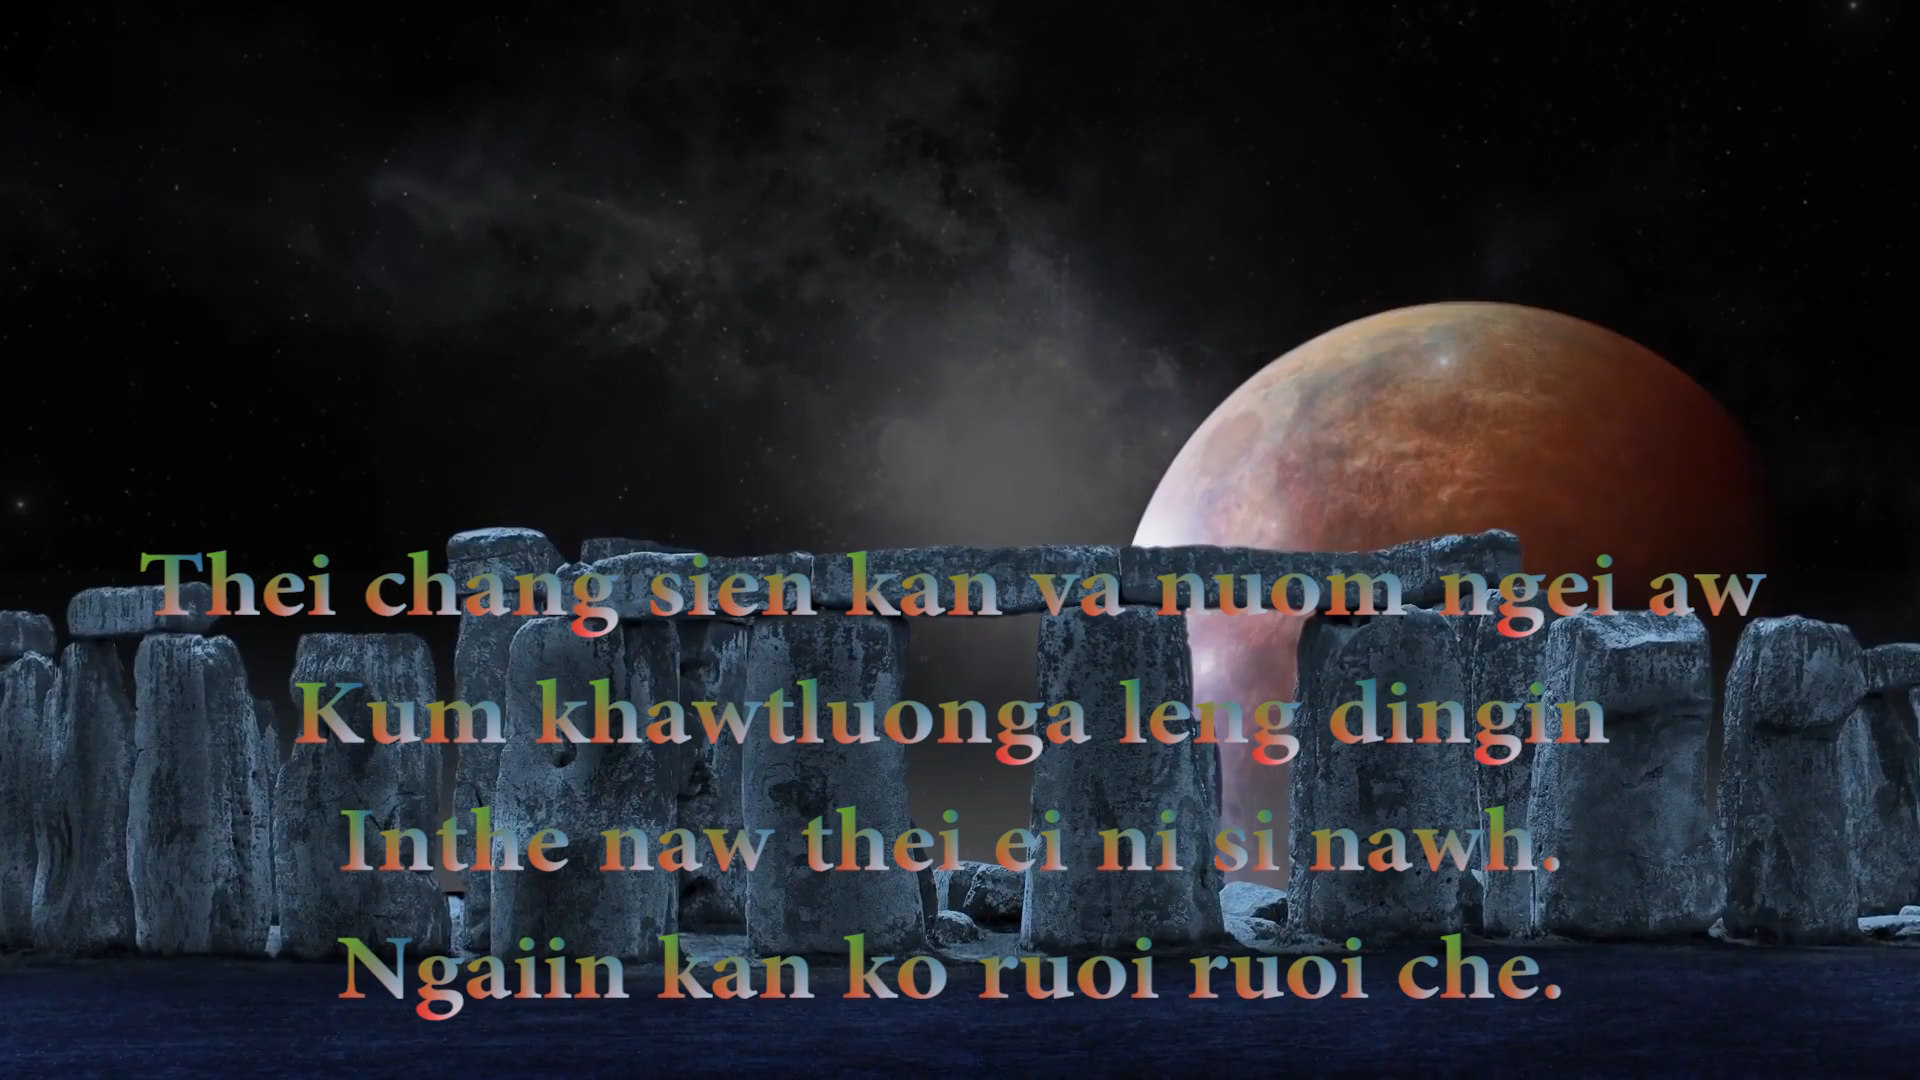 Thei chang sien kan va nuom ngei aw
Kum khawtluonga leng dingin
Inthe naw thei ei ni si nawh.
Ngaiin kan ko ruoi ruoi che.